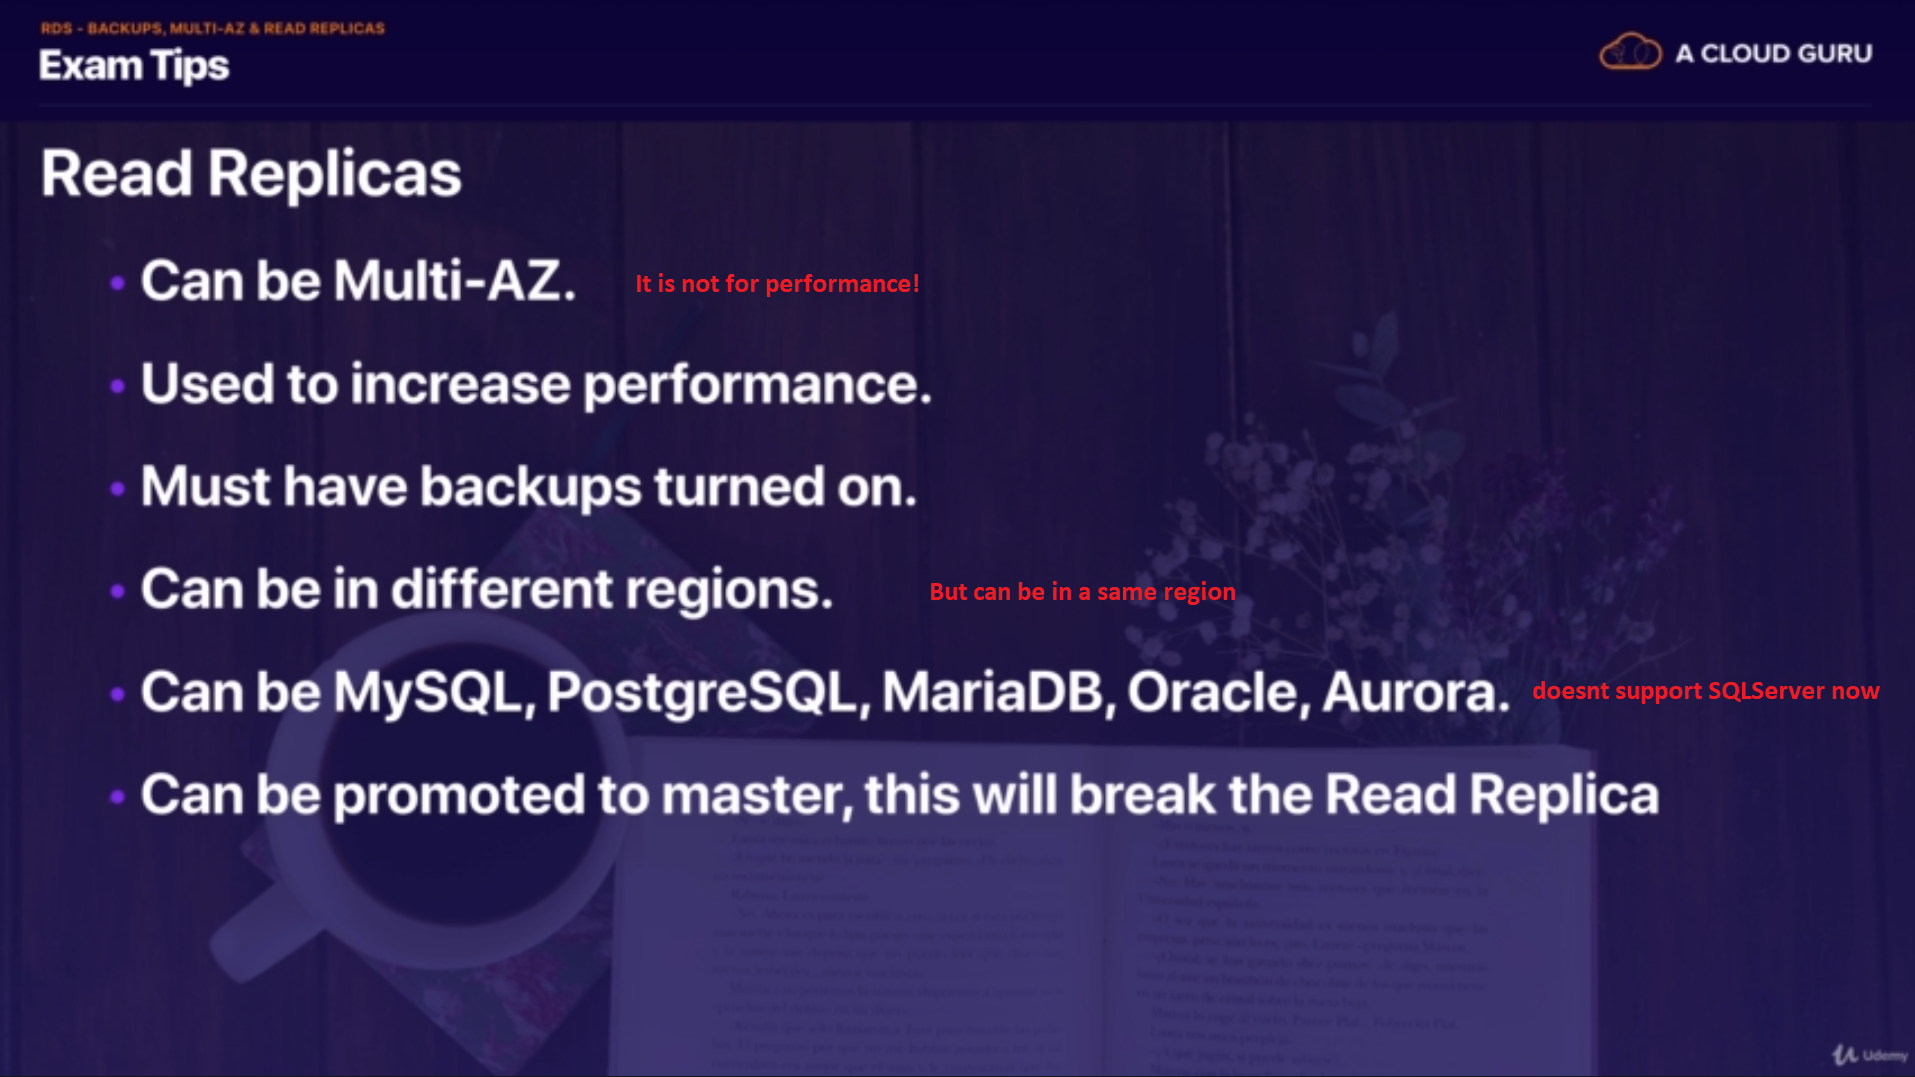 RDS - BACKUPS, MULTI-AZ & READ REPLICAS
Exam Tips
A CLOUD GURU
Read Replicas
• Can be Multi-AZ. It is not for performance!
• Used to increase performance.
• Must have backups turned on.
• Can be in different regions. But can be in a same region
• Can be MySQL, PostgreSQL, MariaDB, Oracle, Aurora. doesnt support SQLServer now
• Can be promoted to master, this will break the Read Replica
Udemy